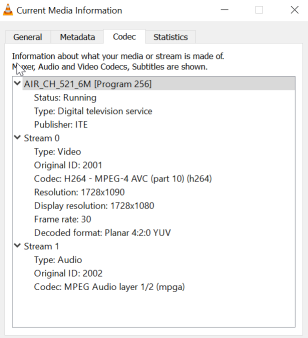 Current Media Information
General Metadata Codec Statistics
Information about what your media or stream is made of.
Muxer, Audio and Video Codecs, Subtitles are shown.
AIR_CH_521_6M [Program 256]
Status: Running
Type: Digital television service
Publisher: ITE
Stream 0
Type: Video
Original ID: 2001
Codec: H264 - MPEG-4 AVC (part 10) (h264)
Resolution: 1728x1090
Display resolution: 1728x1080
Frame rate: 30
Decoded format: Planar 4:2:0 YUV
Stream 1
Type: Audio
Original ID: 2002
Codec: MPEG Audio layer 1/2 (mpga)